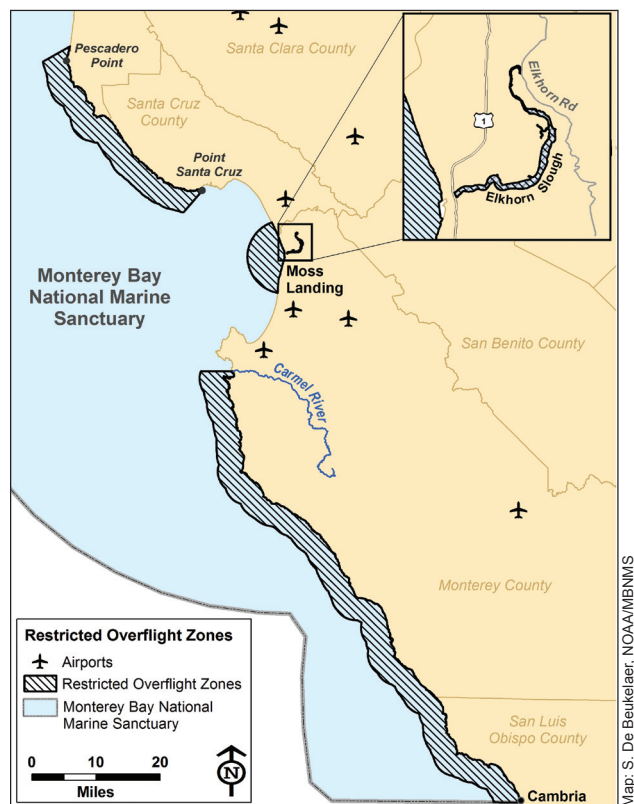 Pescadero
Point
Santa Clara County
Santa Cruz
County
Point
Santa Cruz
1
Elkhorn Rd
Elkhorn Slough
Moss
Landing
Monterey Bay
National Marine
Sanctuary
San Benito County
Carmel River
Monterey County
San Luis
Obispo County
Cambria
Restricted Overflight Zones
Airports
Restricted Overflight Zones
Monterey Bay National
Marine Sanctuary
0 10 20
Miles
N
Map: S. De Beukelaer, NOAA/MBNMS